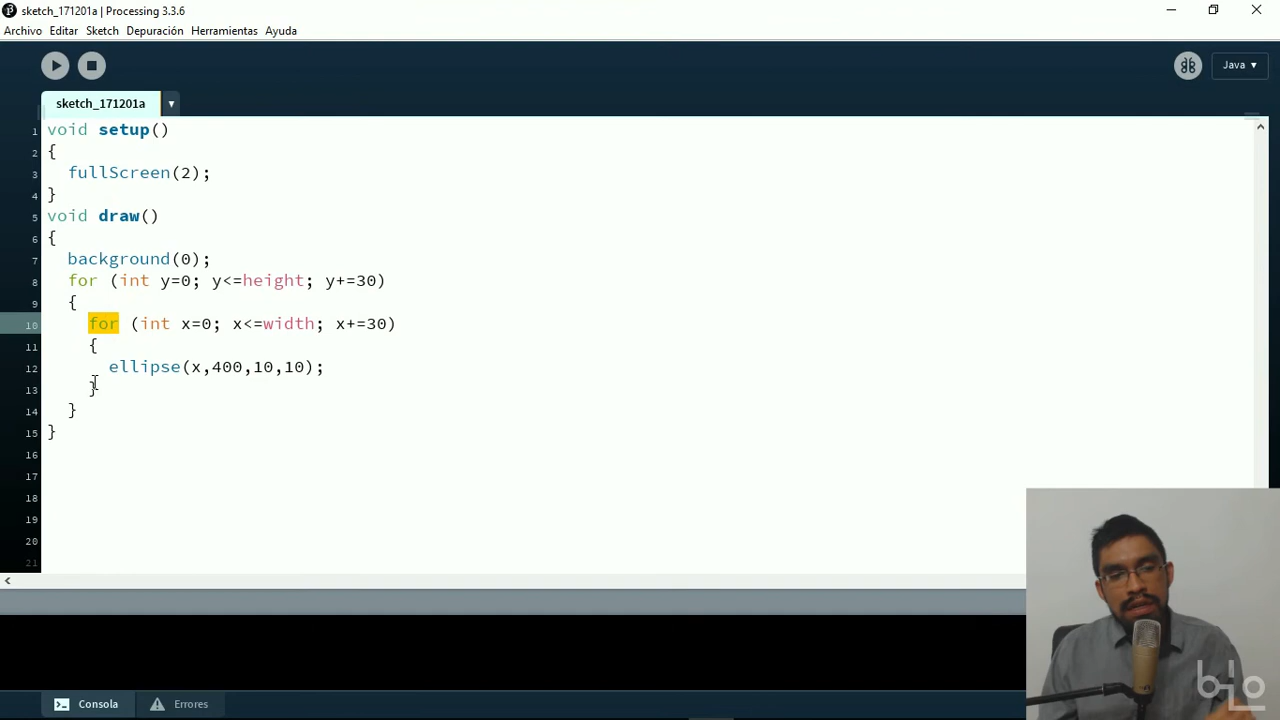 sketch_171201a | Processing 3.3.6
Archivo Editar Sketch Depuración Herramientas Ayuda
Java ▾
sketch_171201a ▾
1 void setup()
2 {
3 fullScreen(2);
4 }
5 void draw()
6 {
7 background(0);
8 for (int y=0; y<=height; y+=30)
9 {
10 for (int x=0; x<=width; x+=30)
11 {
12 ellipse(x,400,10,10);
13 }
14 }
15 }
16
17
18
19
20
21
Consola Errores